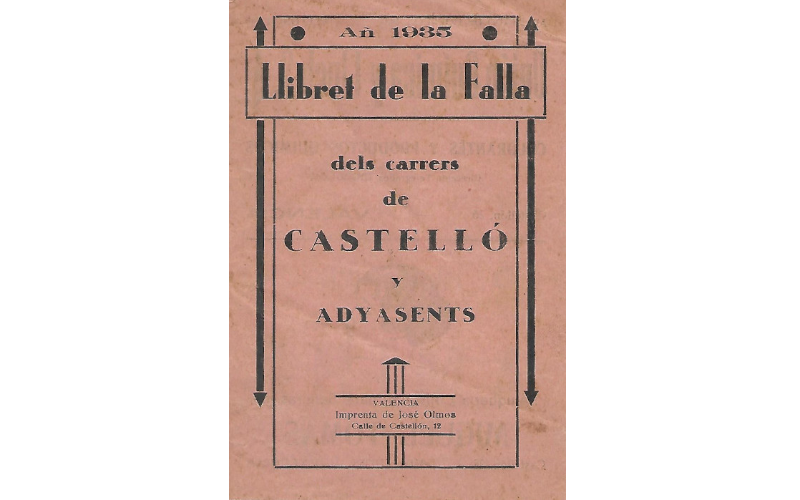 Añ 1935
Llibret de la Falla
dels carrers
de
CASTELLÓ
y
ADYASENTS
VALENCIA
Imprenta de José Olmos
Calle de Castellón, 12